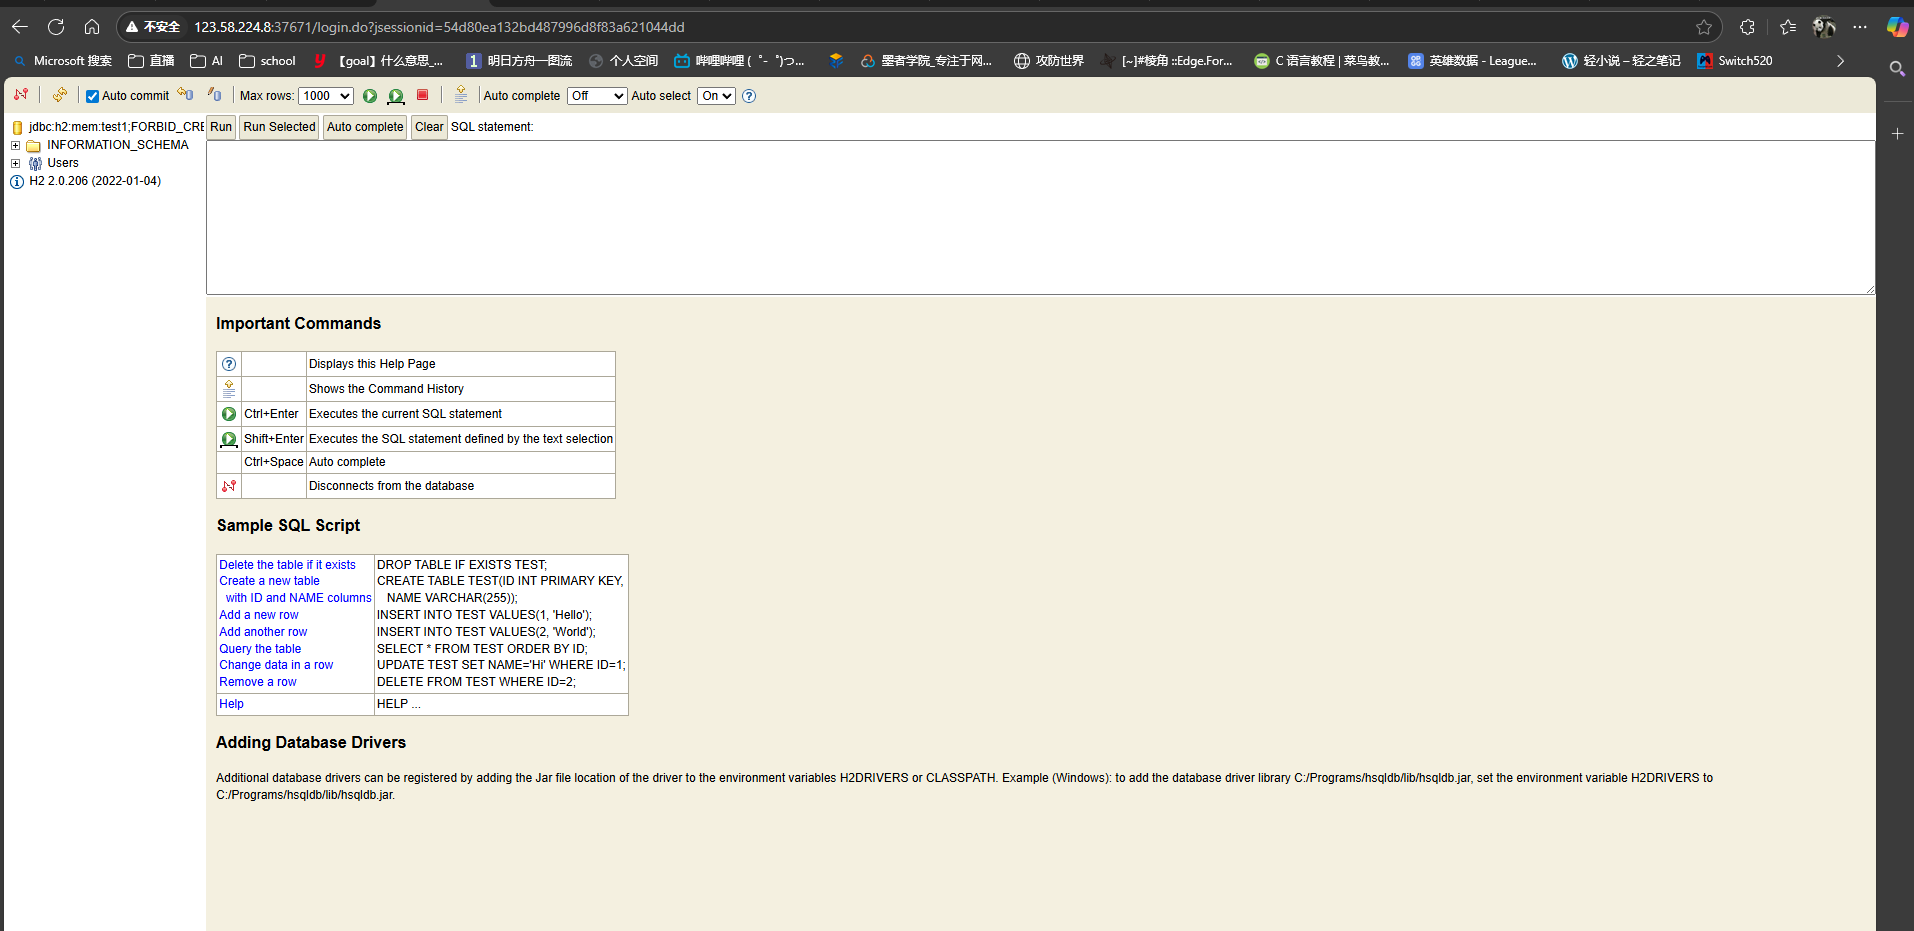 不安全 123.58.224.8:37671/login.do?jsessionid=54d80ea132bd487996d8f83a621044dd
Microsoft 搜索 直播 AI school 【goal】什么意思_... 明日方舟一图流 个人空间 哔哩哔哩 (゜-゜)つ... 墨者学院_专注于网... 攻防世界 [~]#棱角 ::Edge.For... C 语言教程 | 菜鸟教... 英雄数据 - League... 轻小说 – 轻之笔记 Switch520
Auto commit Max rows: 1000 Auto complete Off Auto select On
jdbc:h2:mem:test1;FORBID_CRE Run Run Selected Auto complete Clear SQL statement:
INFORMATION_SCHEMA
Users
H2 2.0.206 (2022-01-04)
Important Commands
Displays this Help Page
Shows the Command History
Ctrl+Enter Executes the current SQL statement
Shift+Enter Executes the SQL statement defined by the text selection
Ctrl+Space Auto complete
Disconnects from the database
Sample SQL Script
Delete the table if it exists DROP TABLE IF EXISTS TEST;
Create a new table CREATE TABLE TEST(ID INT PRIMARY KEY,
with ID and NAME columns NAME VARCHAR(255));
Add a new row INSERT INTO TEST VALUES(1, 'Hello');
Add another row INSERT INTO TEST VALUES(2, 'World');
Query the table SELECT * FROM TEST ORDER BY ID;
Change data in a row UPDATE TEST SET NAME='Hi' WHERE ID=1;
Remove a row DELETE FROM TEST WHERE ID=2;
Help HELP ...
Adding Database Drivers
Additional database drivers can be registered by adding the Jar file location of the driver to the environment variables H2DRIVERS or CLASSPATH. Example (Windows): to add the database driver library C:/Programs/hsqldb/lib/hsqldb.jar, set the environment variable H2DRIVERS to
C:/Programs/hsqldb/lib/hsqldb.jar.